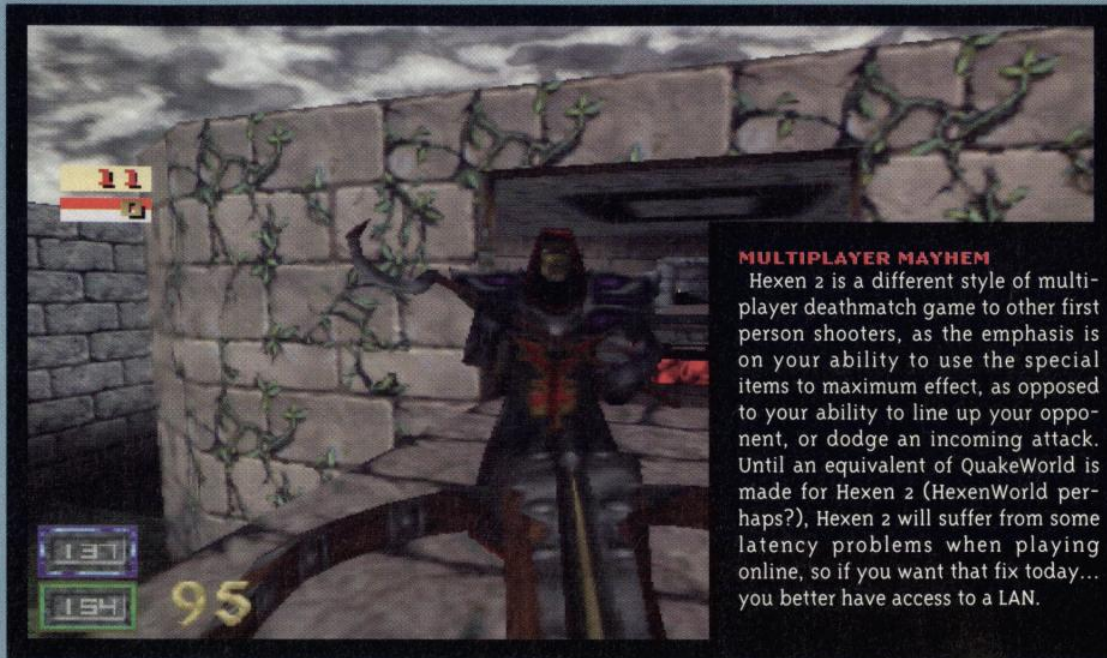 11
0
MULTIPLAYER MAYHEM
Hexen 2 is a different style of multi-
player deathmatch game to other first
person shooters, as the emphasis is
on your ability to use the special
items to maximum effect, as opposed
to your ability to line up your oppo-
nent, or dodge an incoming attack.
Until an equivalent of QuakeWorld is
made for Hexen 2 (HexenWorld per-
haps?), Hexen 2 will suffer from some
latency problems when playing
online, so if you want that fix today...
you better have access to a LAN.
137
154
95